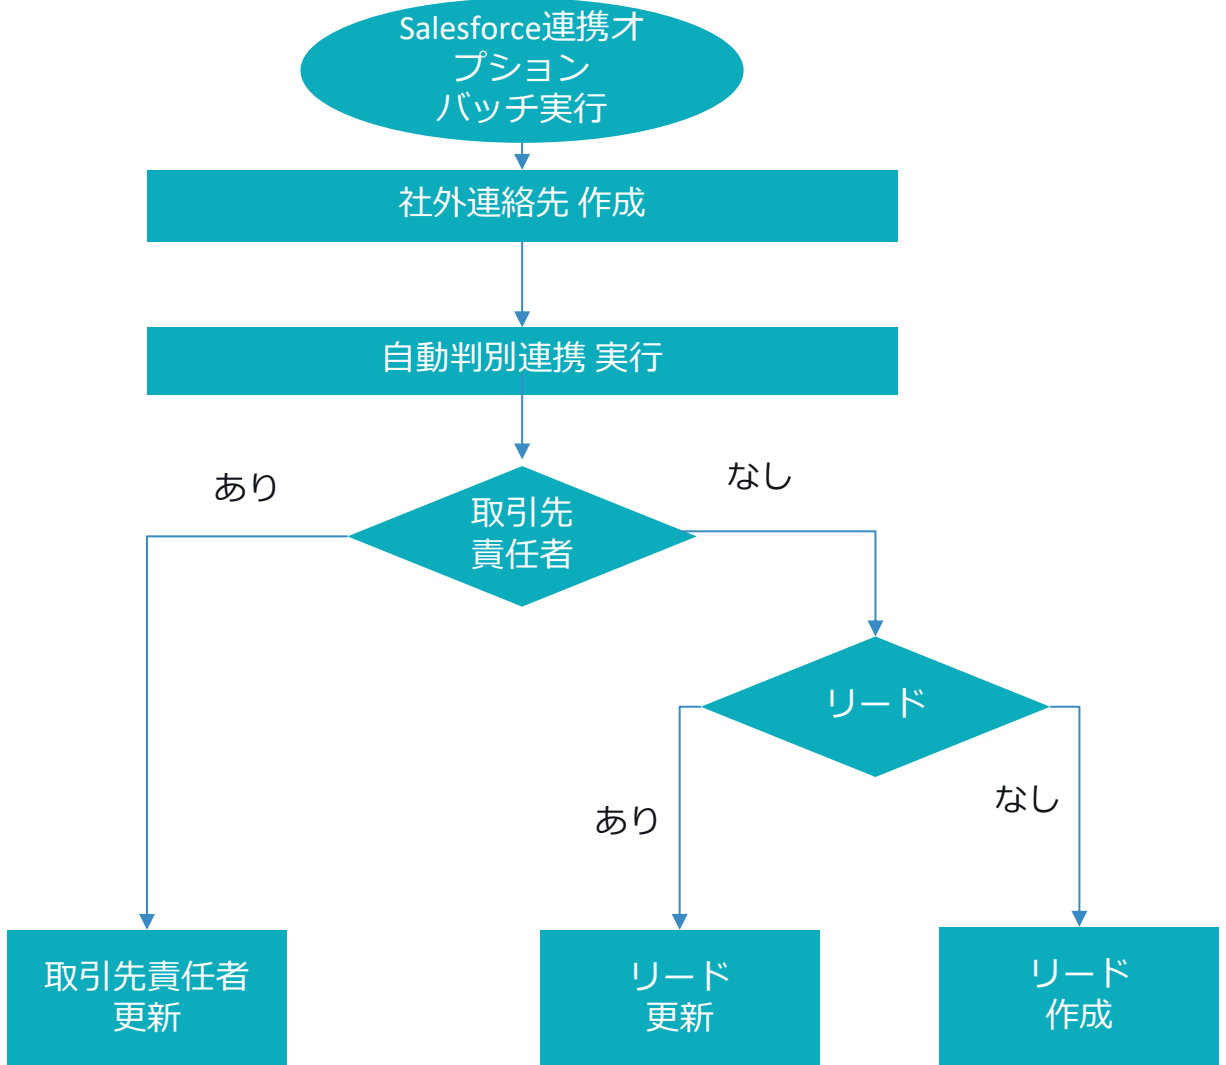 Salesforce連携オ
プション
バッチ実行
社外連絡先 作成
自動判別連携 実行
あり
なし
取引先
責任者
リード
あり
なし
取引先責任者
更新
リード
更新
リード
作成